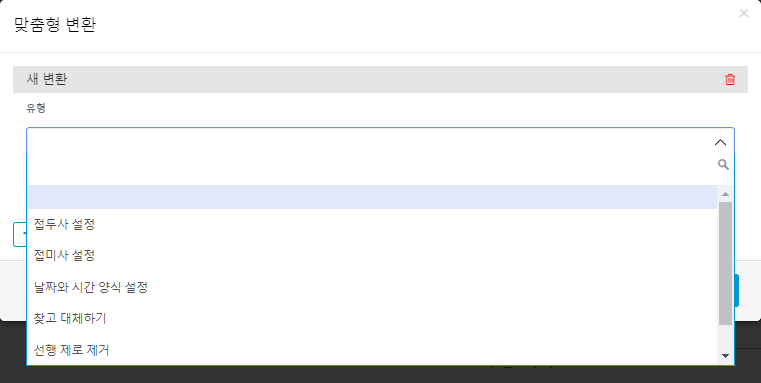 맞춤형 변환
새 변환
유형
접두사 설정
접미사 설정
날짜와 시간 양식 설정
찾고 대체하기
선행 제로 제거